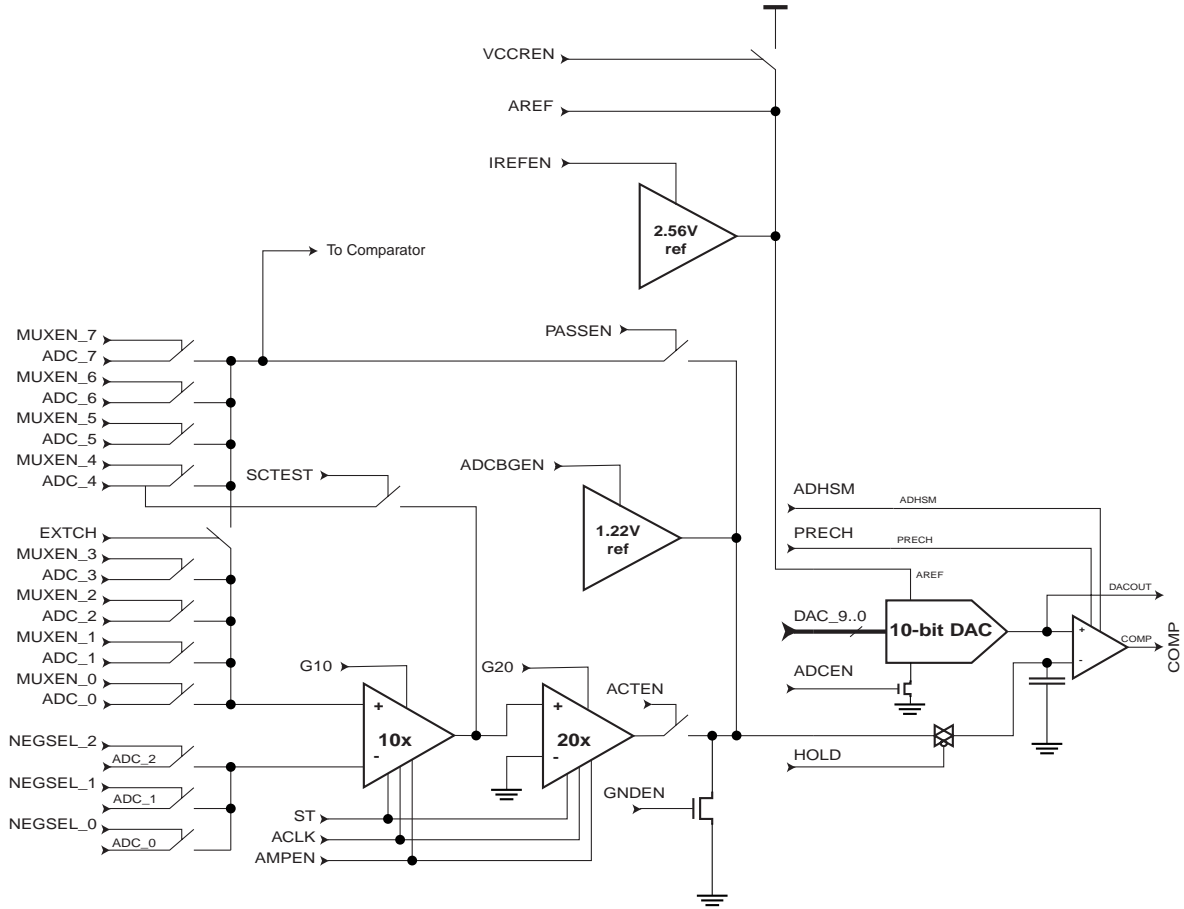 VCCREN
AREF
IREFEN
2.56V
ref
To Comparator
MUXEN_7
ADC_7
PASSEN
MUXEN_6
ADC_6
MUXEN_5
ADC_5
MUXEN_4
ADC_4
SCTEST
ADCBGEN
1.22V
ref
EXTCH
MUXEN_3
ADC_3
MUXEN_2
ADC_2
MUXEN_1
ADC_1
MUXEN_0
ADC_0
ADHSM
ADHSM
PRECH
PRECH
AREF
DACOUT
DAC_9..0
10-bit DAC
+
-
COMP
COMP
ADCEN
G10
+
10x
-
G20
+
20x
-
ACTEN
HOLD
NEGSEL_2
ADC_2
NEGSEL_1
ADC_1
NEGSEL_0
ADC_0
GNDEN
ST
ACLK
AMPEN